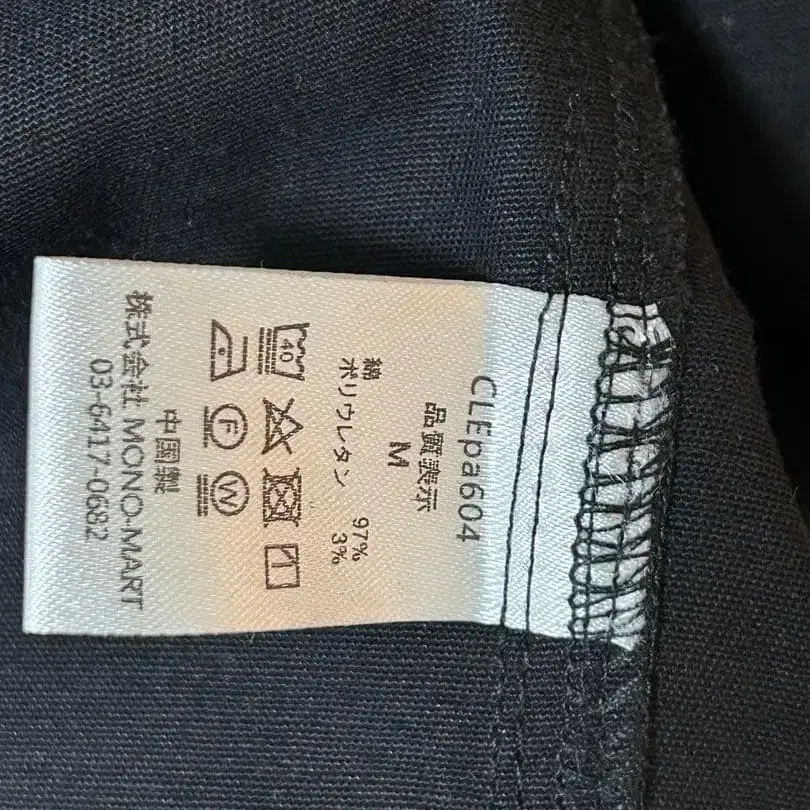 CLEpa604
品質表示
M
綿 97%
ポリウレタン 3%
40
F W
中国製
株式会社 MONO-MART
03-6417-0682